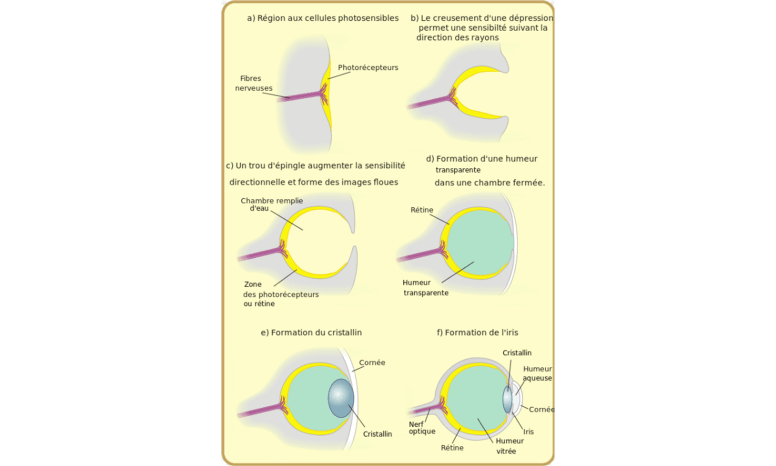 a) Région aux cellules photosensibles
Fibres
nerveuses
Photorécepteurs
b) Le creusement d'une dépression
permet une sensibilté suivant la
direction des rayons
c) Un trou d'épingle augmenter la sensibilité
directionnelle et forme des images floues
Chambre remplie
d'eau
Zone
des photorécepteurs
ou rétine
d) Formation d'une humeur
transparente
dans une chambre fermée.
Rétine
Humeur
transparente
e) Formation du cristallin
Cornée
Cristallin
f) Formation de l'iris
Cristallin
Humeur
aqueuse
Cornée
Iris
Humeur
vitrée
Rétine
Nerf
optique